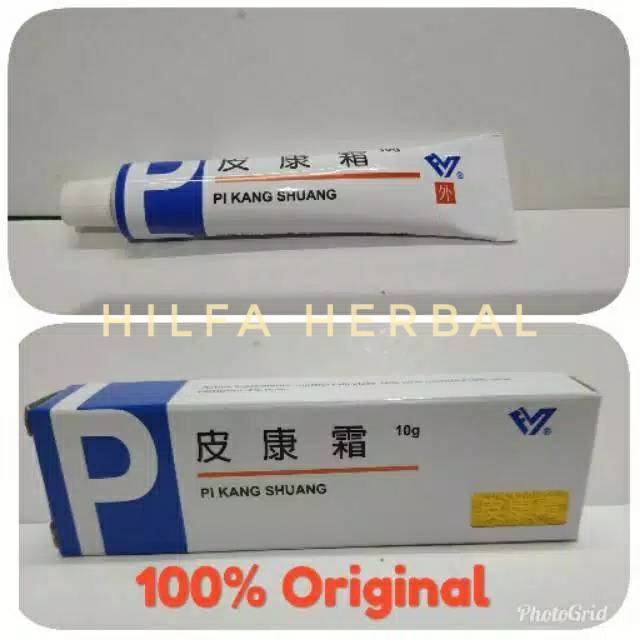 P
皮康霜 10g
PI KANG SHUANG
外
HILFA HERBAL
P
皮康霜 10g
PI KANG SHUANG
100% Original
PhotoGrid